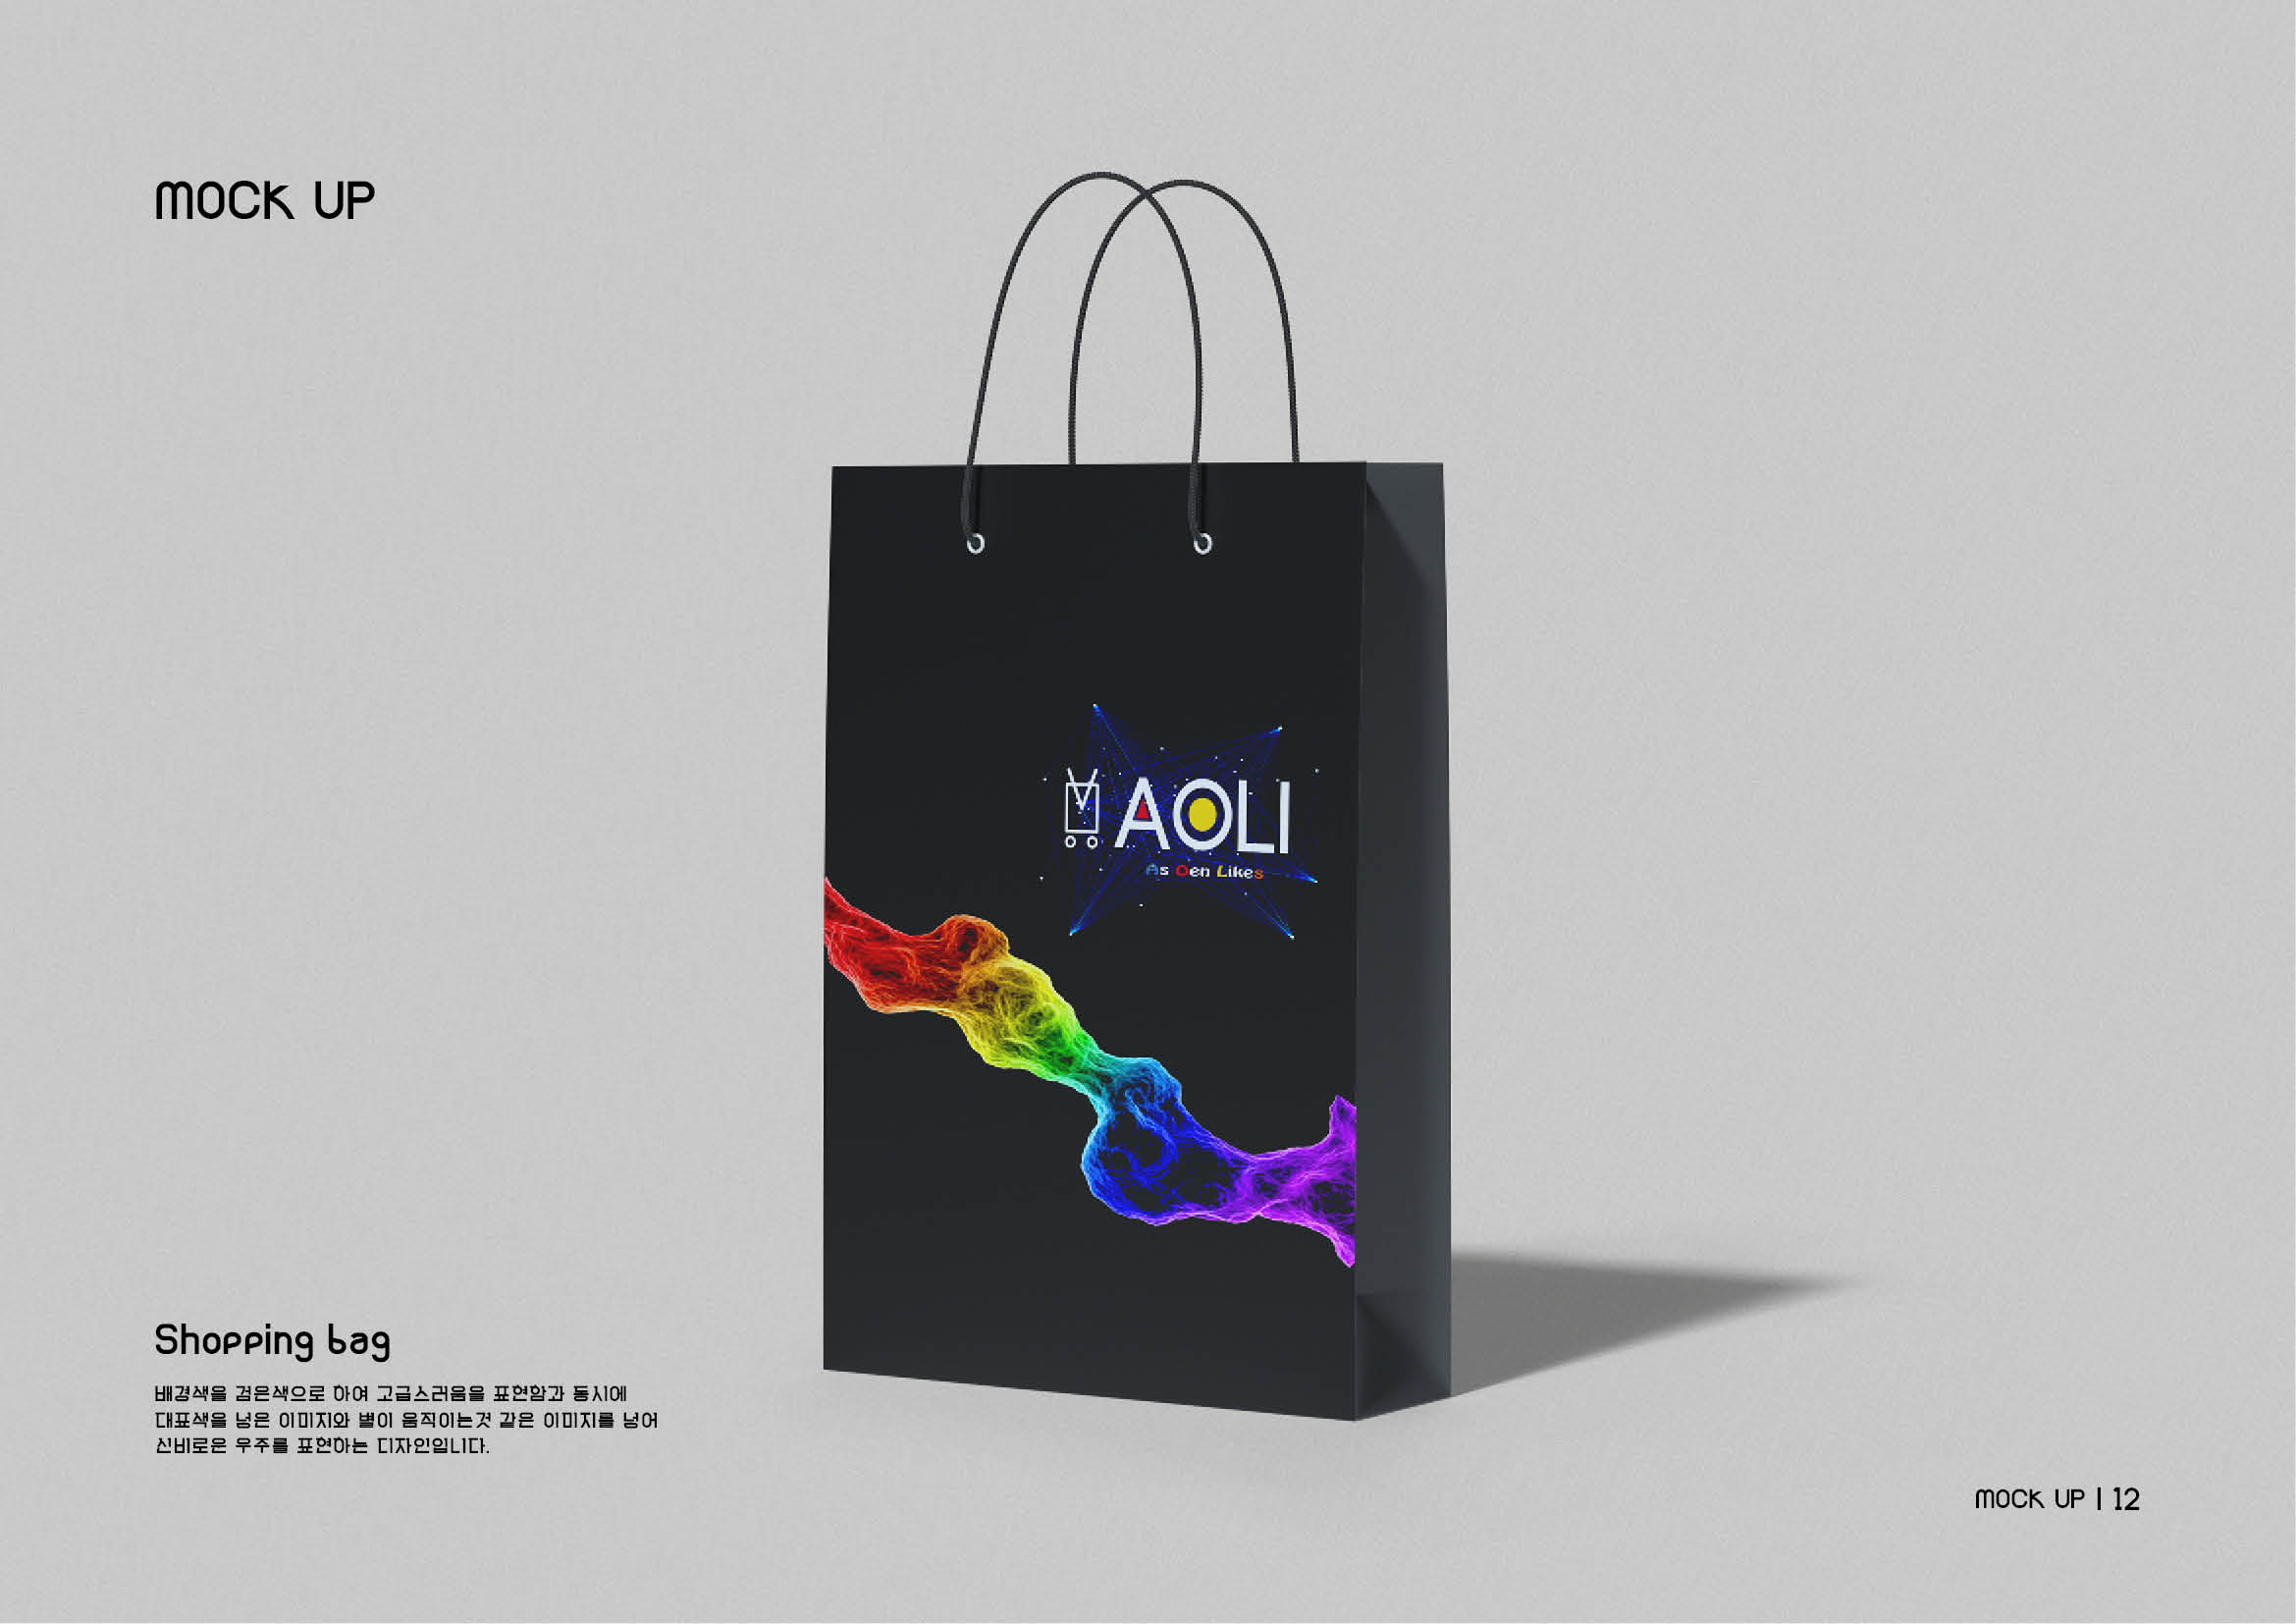 MOCK UP
AOLI
As Oen Likes
Shopping bag
배경색을 검은색으로 하여 고급스러움을 표현함과 동시에
대표색을 넣은 이미지와 별이 움직이는것 같은 이미지를 넣어
신비로운 우주를 표현하는 디자인입니다.
MOCK UP | 12